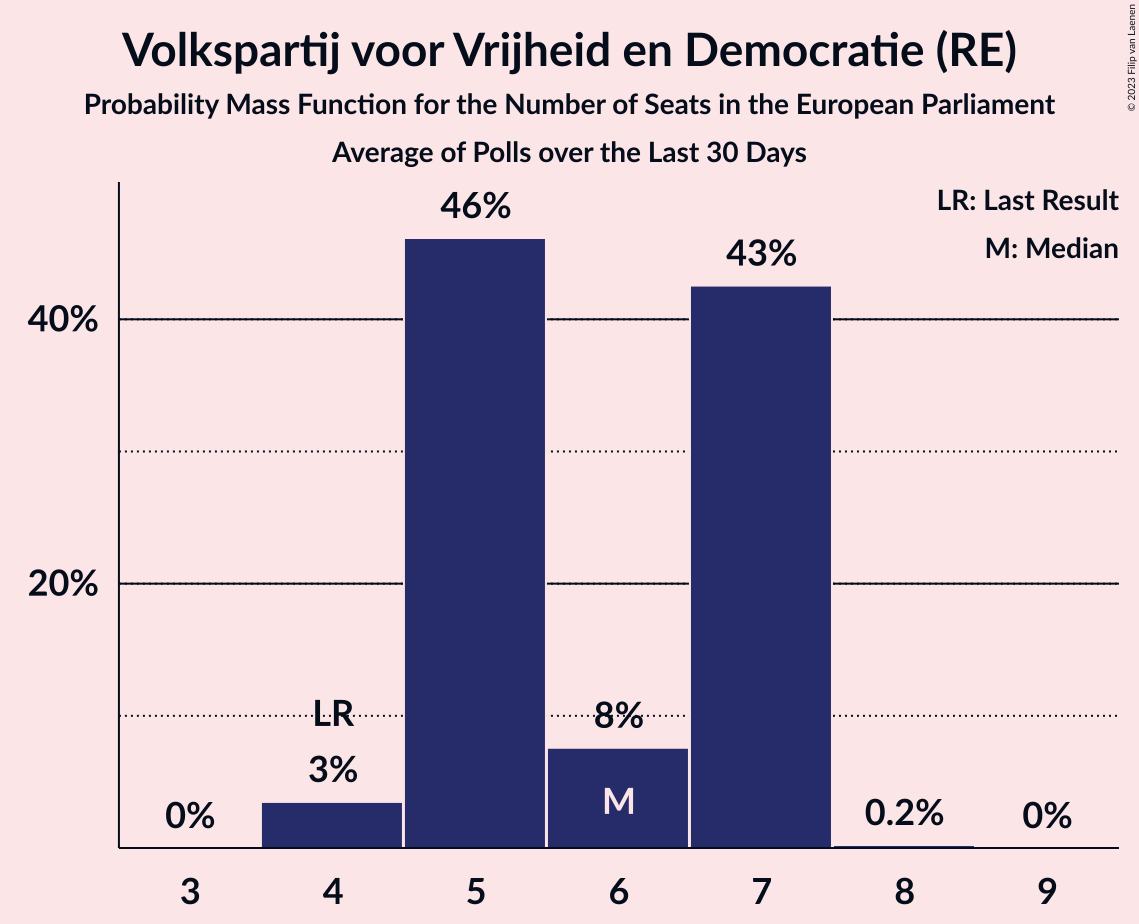 Volkspartij voor Vrijheid en Democratie (RE)
Probability Mass Function for the Number of Seats in the European Parliament
Average of Polls over the Last 30 Days
© 2023 Filip van Laenen
LR: Last Result
M: Median
46%
43%
40%
20%
LR
8%
3%
M
0%
0.2%
0%
3 4 5 6 7 8 9